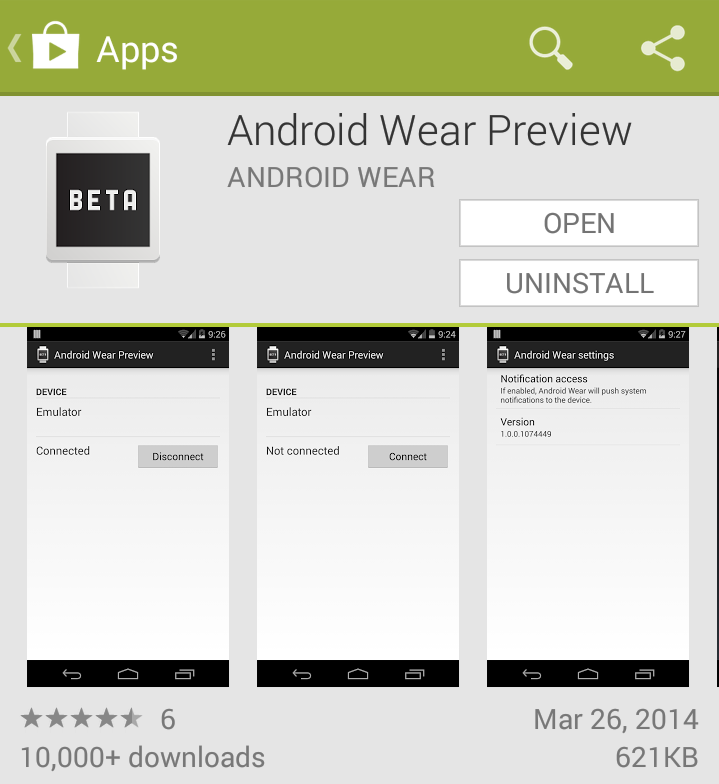 Apps
Android Wear Preview
ANDROID WEAR
BETA
OPEN
UNINSTALL
9:26
Android Wear Preview
DEVICE
Emulator
Connected
Disconnect
9:24
Android Wear Preview
DEVICE
Emulator
Not connected
Connect
9:27
Android Wear settings
Notification access
If enabled, Android Wear will push system
notifications to the device.
Version
1.0.0.1074449
6
Mar 26, 2014
10,000+ downloads
621KB